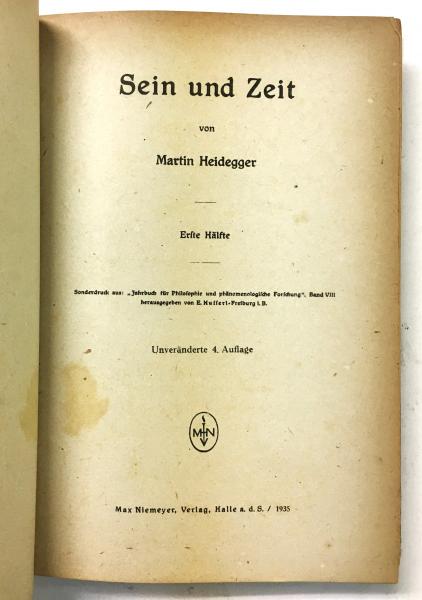 Sein und Zeit
von
Martin Heidegger
Erste Hälfte
Sonderdruck aus: „Jahrbuch für Philosophie und phänomenologische Forschung", Band VIII
herausgegeben von E. Husserl-Freiburg i. B.
Unveränderte 4. Auflage
M N
Max Niemeyer, Verlag, Halle a. d. S. / 1935